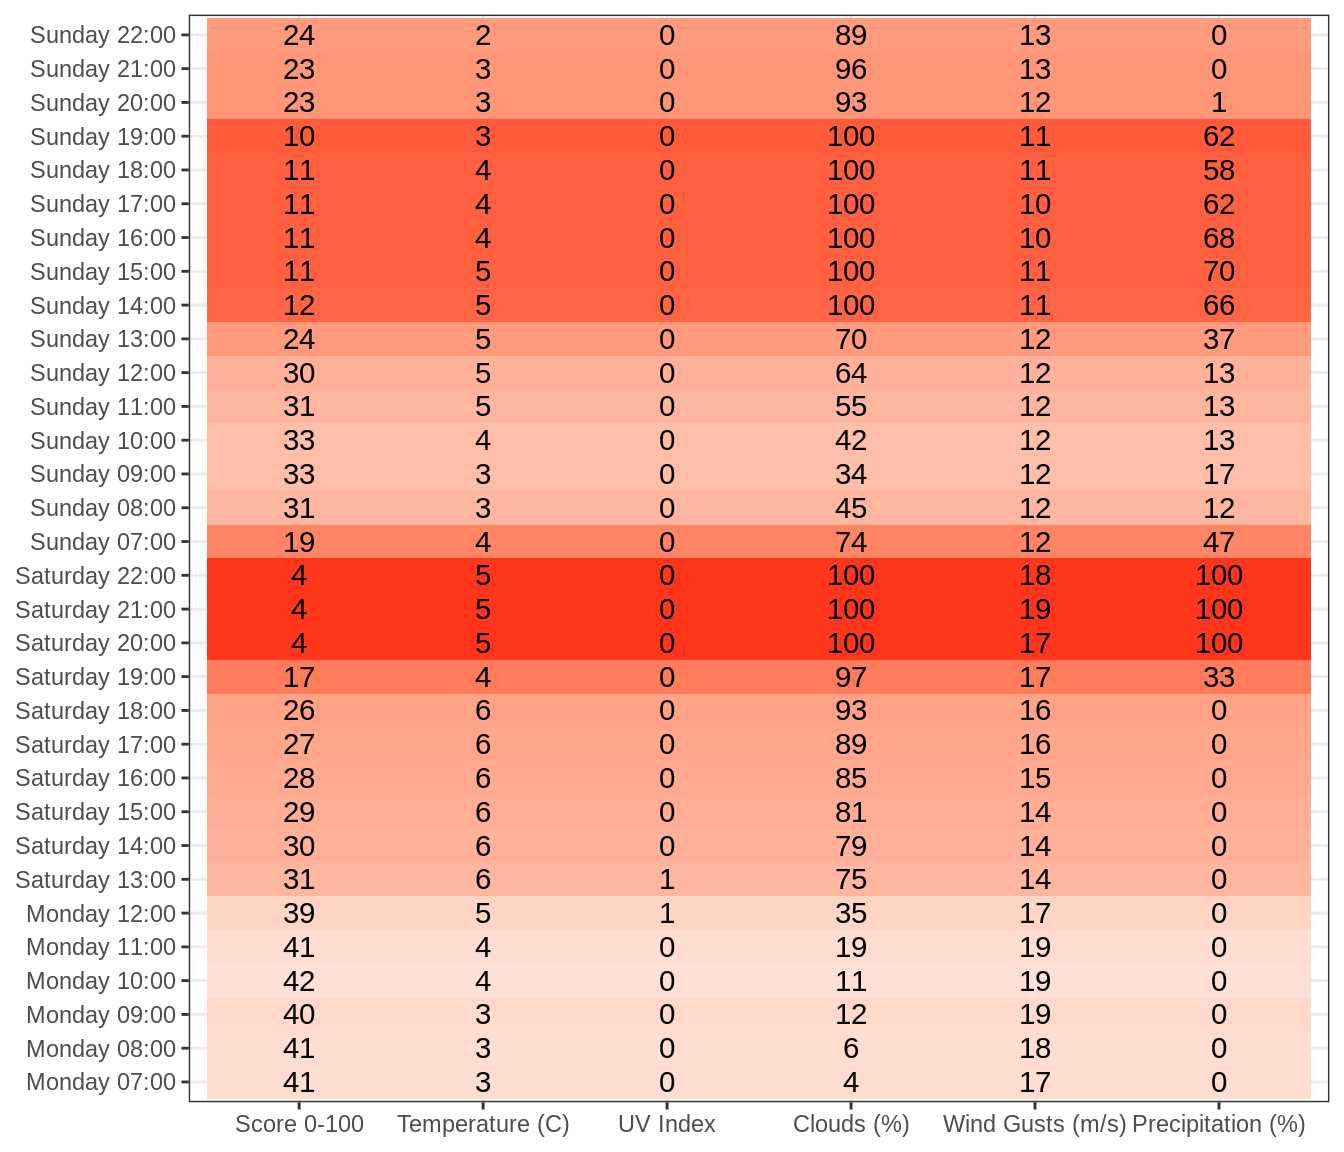 Sunday 22:00 24 2 0 89 13 0
Sunday 21:00 23 3 0 96 13 0
Sunday 20:00 23 3 0 93 12 1
Sunday 19:00 10 3 0 100 11 62
Sunday 18:00 11 4 0 100 11 58
Sunday 17:00 11 4 0 100 10 62
Sunday 16:00 11 4 0 100 10 68
Sunday 15:00 11 5 0 100 11 70
Sunday 14:00 12 5 0 100 11 66
Sunday 13:00 24 5 0 70 12 37
Sunday 12:00 30 5 0 64 12 13
Sunday 11:00 31 5 0 55 12 13
Sunday 10:00 33 4 0 42 12 13
Sunday 09:00 33 3 0 34 12 17
Sunday 08:00 31 3 0 45 12 12
Sunday 07:00 19 4 0 74 12 47
Saturday 22:00 4 5 0 100 18 100
Saturday 21:00 4 5 0 100 19 100
Saturday 20:00 4 5 0 100 17 100
Saturday 19:00 17 4 0 97 17 33
Saturday 18:00 26 6 0 93 16 0
Saturday 17:00 27 6 0 89 16 0
Saturday 16:00 28 6 0 85 15 0
Saturday 15:00 29 6 0 81 14 0
Saturday 14:00 30 6 0 79 14 0
Saturday 13:00 31 6 1 75 14 0
Monday 12:00 39 5 1 35 17 0
Monday 11:00 41 4 0 19 19 0
Monday 10:00 42 4 0 11 19 0
Monday 09:00 40 3 0 12 19 0
Monday 08:00 41 3 0 6 18 0
Monday 07:00 41 3 0 4 17 0
Score 0-100 Temperature (C) UV Index Clouds (%) Wind Gusts (m/s) Precipitation (%)